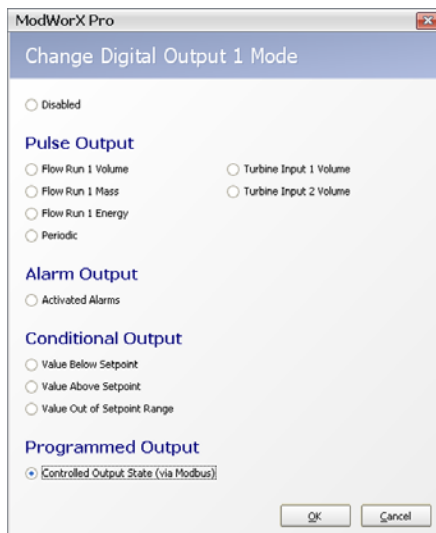 ModWorX Pro
Change Digital Output 1 Mode
Disabled
Pulse Output
Flow Run 1 Volume
Turbine Input 1 Volume
Flow Run 1 Mass
Turbine Input 2 Volume
Flow Run 1 Energy
Periodic
Alarm Output
Activated Alarms
Conditional Output
Value Below Setpoint
Value Above Setpoint
Value Out of Setpoint Range
Programmed Output
Controlled Output State (via Modbus)
OK
Cancel